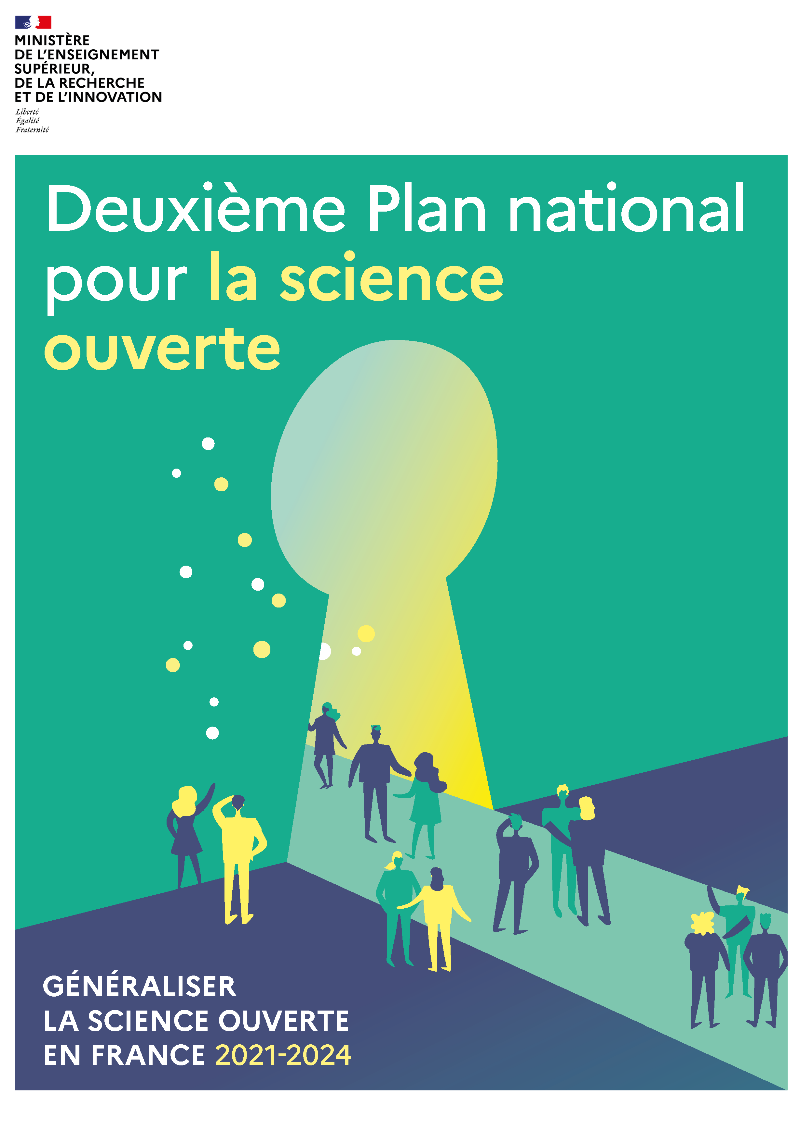 MINISTÈRE
DE L'ENSEIGNEMENT
SUPÉRIEUR,
DE LA RECHERCHE
ET DE L'INNOVATION
Liberté
Égalité
Fraternité
Deuxième Plan national
pour la science
ouverte
GÉNÉRALISER
LA SCIENCE OUVERTE
EN FRANCE 2021-2024